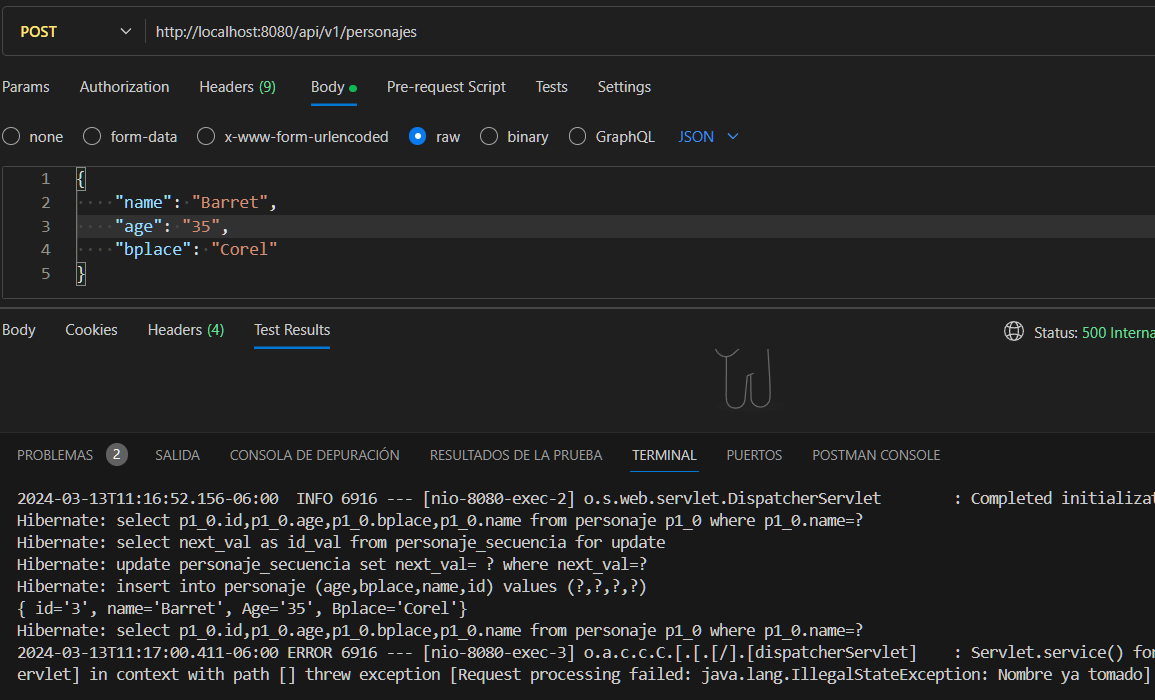 POST http://localhost:8080/api/v1/personajes
Params Authorization Headers (9) Body Pre-request Script Tests Settings
none form-data x-www-form-urlencoded raw binary GraphQL JSON
1 {
2 ····"name":·"Barret",
3 ····"age":·"35",
4 ····"bplace":·"Corel"
5 }
Body Cookies Headers (4) Test Results Status: 500 Interna
PROBLEMAS 2 SALIDA CONSOLA DE DEPURACIÓN RESULTADOS DE LA PRUEBA TERMINAL PUERTOS POSTMAN CONSOLE
2024-03-13T11:16:52.156-06:00  INFO 6916 --- [nio-8080-exec-2] o.s.web.servlet.DispatcherServlet        : Completed initializat
Hibernate: select p1_0.id,p1_0.age,p1_0.bplace,p1_0.name from personaje p1_0 where p1_0.name=?
Hibernate: select next_val as id_val from personaje_secuencia for update
Hibernate: update personaje_secuencia set next_val= ? where next_val=?
Hibernate: insert into personaje (age,bplace,name,id) values (?,?,?,?)
{ id='3', name='Barret', Age='35', Bplace='Corel'}
Hibernate: select p1_0.id,p1_0.age,p1_0.bplace,p1_0.name from personaje p1_0 where p1_0.name=?
2024-03-13T11:17:00.411-06:00 ERROR 6916 --- [nio-8080-exec-3] o.a.c.c.C.[.[.[/].[dispatcherServlet]    : Servlet.service() for
ervlet] in context with path [] threw exception [Request processing failed: java.lang.IllegalStateException: Nombre ya tomado]